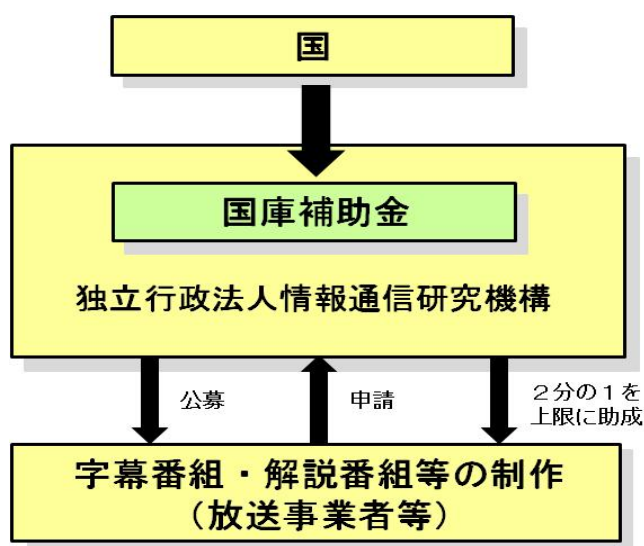 国
国庫補助金
独立行政法人情報通信研究機構
公募
申請
２分の１を
上限に助成
字幕番組・解説番組等の制作
（放送事業者等）